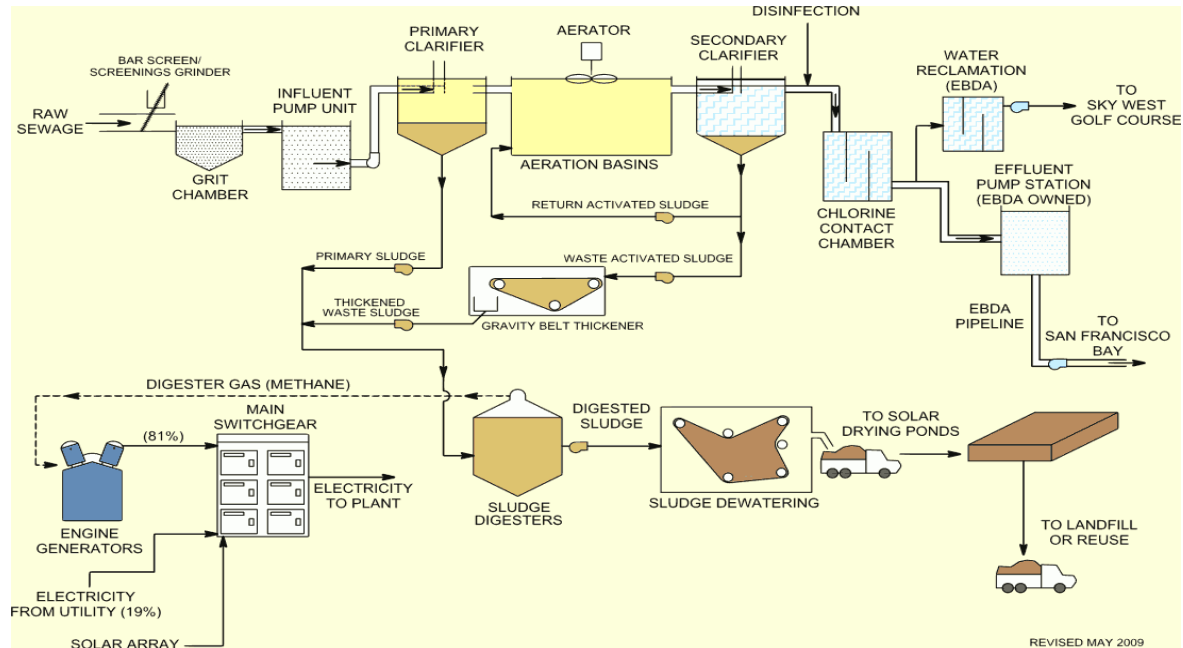 DISINFECTION
PRIMARY
CLARIFIER
AERATOR
SECONDARY
CLARIFIER
BAR SCREEN/
SCREENINGS GRINDER
WATER
RECLAMATION
(EBDA)
INFLUENT
PUMP UNIT
RAW
SEWAGE
TO
SKY WEST
GOLF COURSE
GRIT
CHAMBER
AERATION BASINS
EFFLUENT
PUMP STATION
(EBDA OWNED)
CHLORINE
CONTACT
CHAMBER
RETURN ACTIVATED SLUDGE
PRIMARY SLUDGE
WASTE ACTIVATED SLUDGE
THICKENED
WASTE SLUDGE
GRAVITY BELT THICKENER
EBDA
PIPELINE
TO
SAN FRANCISCO
BAY
DIGESTER GAS (METHANE)
MAIN
SWITCHGEAR
(81%)
DIGESTED
SLUDGE
TO SOLAR
DRYING PONDS
ELECTRICITY
TO PLANT
SLUDGE
DIGESTERS
SLUDGE DEWATERING
ENGINE
GENERATORS
TO LANDFILL
OR REUSE
ELECTRICITY
FROM UTILITY (19%)
SOLAR ARRAY
REVISED MAY 2009